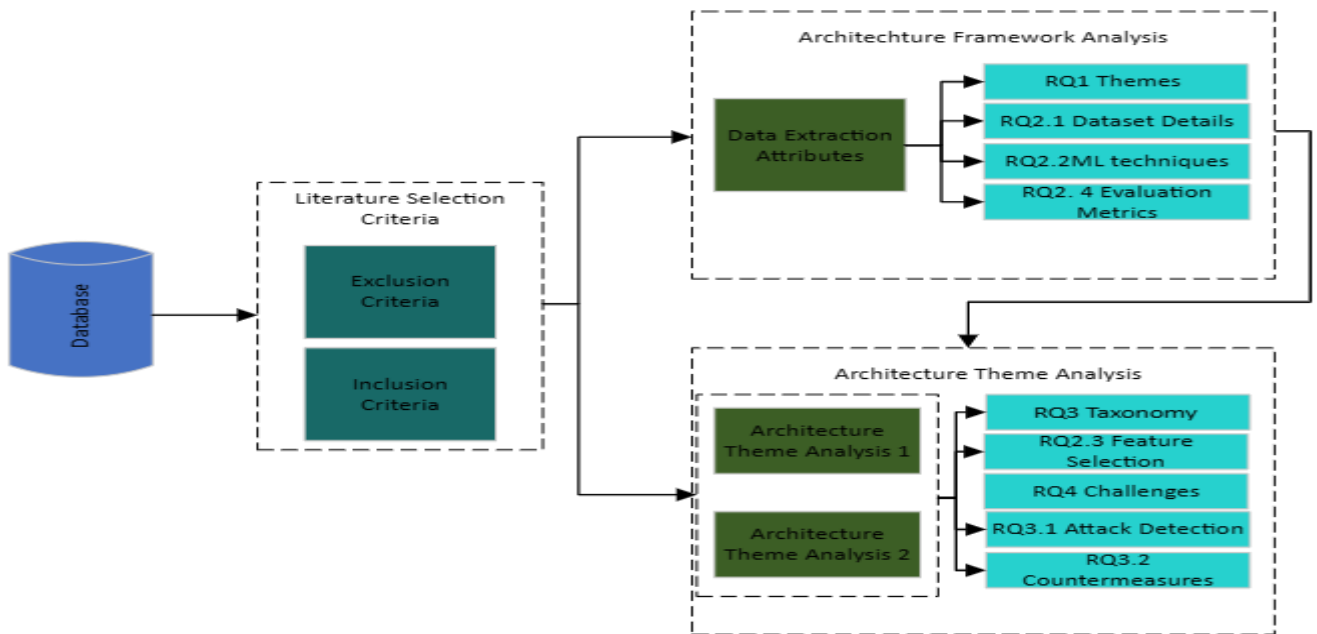 Database
Literature Selection
Criteria
Exclusion
Criteria
Inclusion
Criteria
Architechture Framework Analysis
Data Extraction
Attributes
RQ1 Themes
RQ2.1 Dataset Details
RQ2.2ML techniques
RQ2. 4 Evaluation
Metrics
Architecture Theme Analysis
Architecture
Theme Analysis 1
Architecture
Theme Analysis 2
RQ3 Taxonomy
RQ2.3 Feature
Selection
RQ4 Challenges
RQ3.1 Attack Detection
RQ3.2
Countermeasures